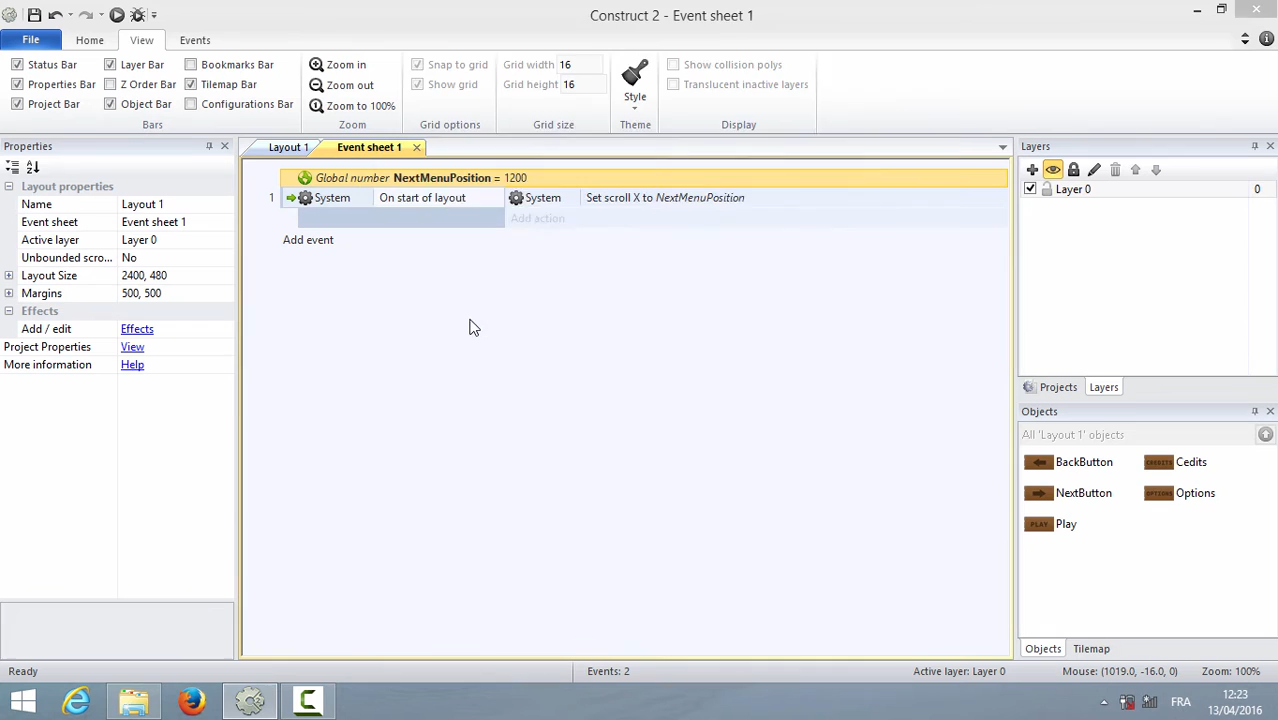 Construct 2 - Event sheet 1
File Home View Events
Status Bar Layer Bar Bookmarks Bar Zoom in Snap to grid Grid width 16 Show collision polys
Properties Bar Z Order Bar Tilemap Bar Zoom out Show grid Grid height 16 Style Translucent inactive layers
Project Bar Object Bar Configurations Bar Zoom to 100%
Bars Zoom Grid options Grid size Theme Display
Properties Layout 1 Event sheet 1 Layers
Layout properties
Name Layout 1
Event sheet Event sheet 1
Active layer Layer 0
Unbounded scro... No
Layout Size 2400, 480
Margins 500, 500
Effects
Add / edit Effects
Project Properties View
More information Help
Global number NextMenuPosition = 1200
1 System On start of layout System Set scroll X to NextMenuPosition
Add action
Add event
Layer 0 0
Projects Layers
Objects
All 'Layout 1' objects
BackButton CREDITS Cedits
NextButton OPTIONS Options
PLAY Play
Objects Tilemap
Ready Events: 2 Active layer: Layer 0 Mouse: (1019.0, -16.0, 0) Zoom: 100%
FRA 12:23
13/04/2016